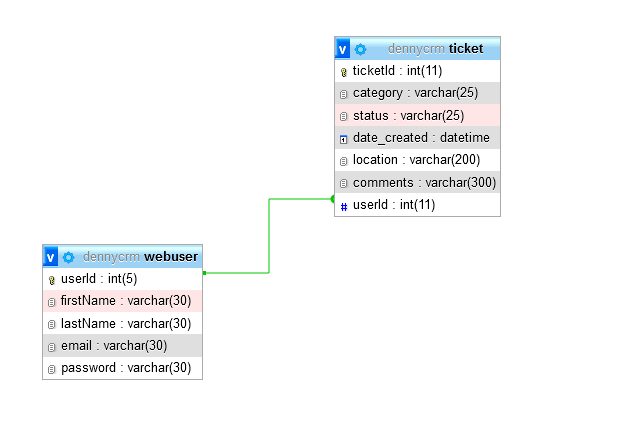 v dennycrm ticket
ticketId : int(11)
category : varchar(25)
status : varchar(25)
date_created : datetime
location : varchar(200)
comments : varchar(300)
# userId : int(11)
v dennycrm webuser
userId : int(5)
firstName : varchar(30)
lastName : varchar(30)
email : varchar(30)
password : varchar(30)